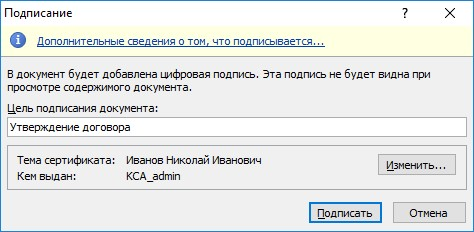 Подписание
?
Дополнительные сведения о том, что подписывается...
В документ будет добавлена цифровая подпись. Эта подпись не будет видна при
просмотре содержимого документа.
Цель подписания документа:
Утверждение договора
Тема сертификата: Иванов Николай Иванович
Изменить...
Кем выдан: KCA_admin
Подписать Отмена